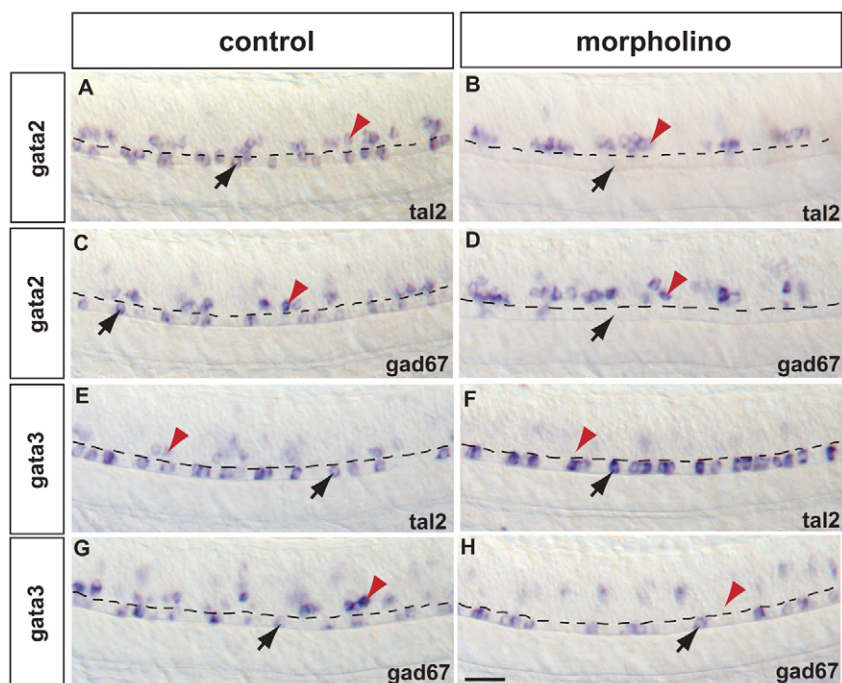 control
morpholino
gata2
A
tal2
B
tal2
gata2
C
gad67
D
gad67
gata3
E
tal2
F
tal2
gata3
G
gad67
H
gad67